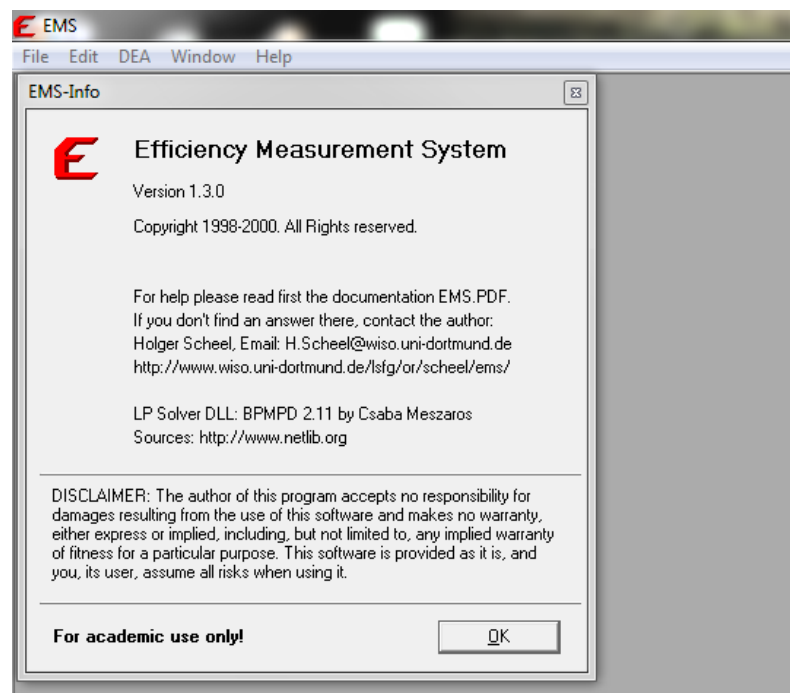 EMS
File Edit DEA Window Help
EMS-Info
Efficiency Measurement System
Version 1.3.0
Copyright 1998-2000. All Rights reserved.
For help please read first the documentation EMS.PDF.
If you don't find an answer there, contact the author:
Holger Scheel, Email: H.Scheel@wiso.uni-dortmund.de
http://www.wiso.uni-dortmund.de/lsfg/or/scheel/ems/
LP Solver DLL: BPMPD 2.11 by Csaba Meszaros
Sources: http://www.netlib.org
DISCLAIMER: The author of this program accepts no responsibility for
damages resulting from the use of this software and makes no warranty,
either express or implied, including, but not limited to, any implied warranty
of fitness for a particular purpose. This software is provided as it is, and
you, its user, assume all risks when using it.
For academic use only!
OK